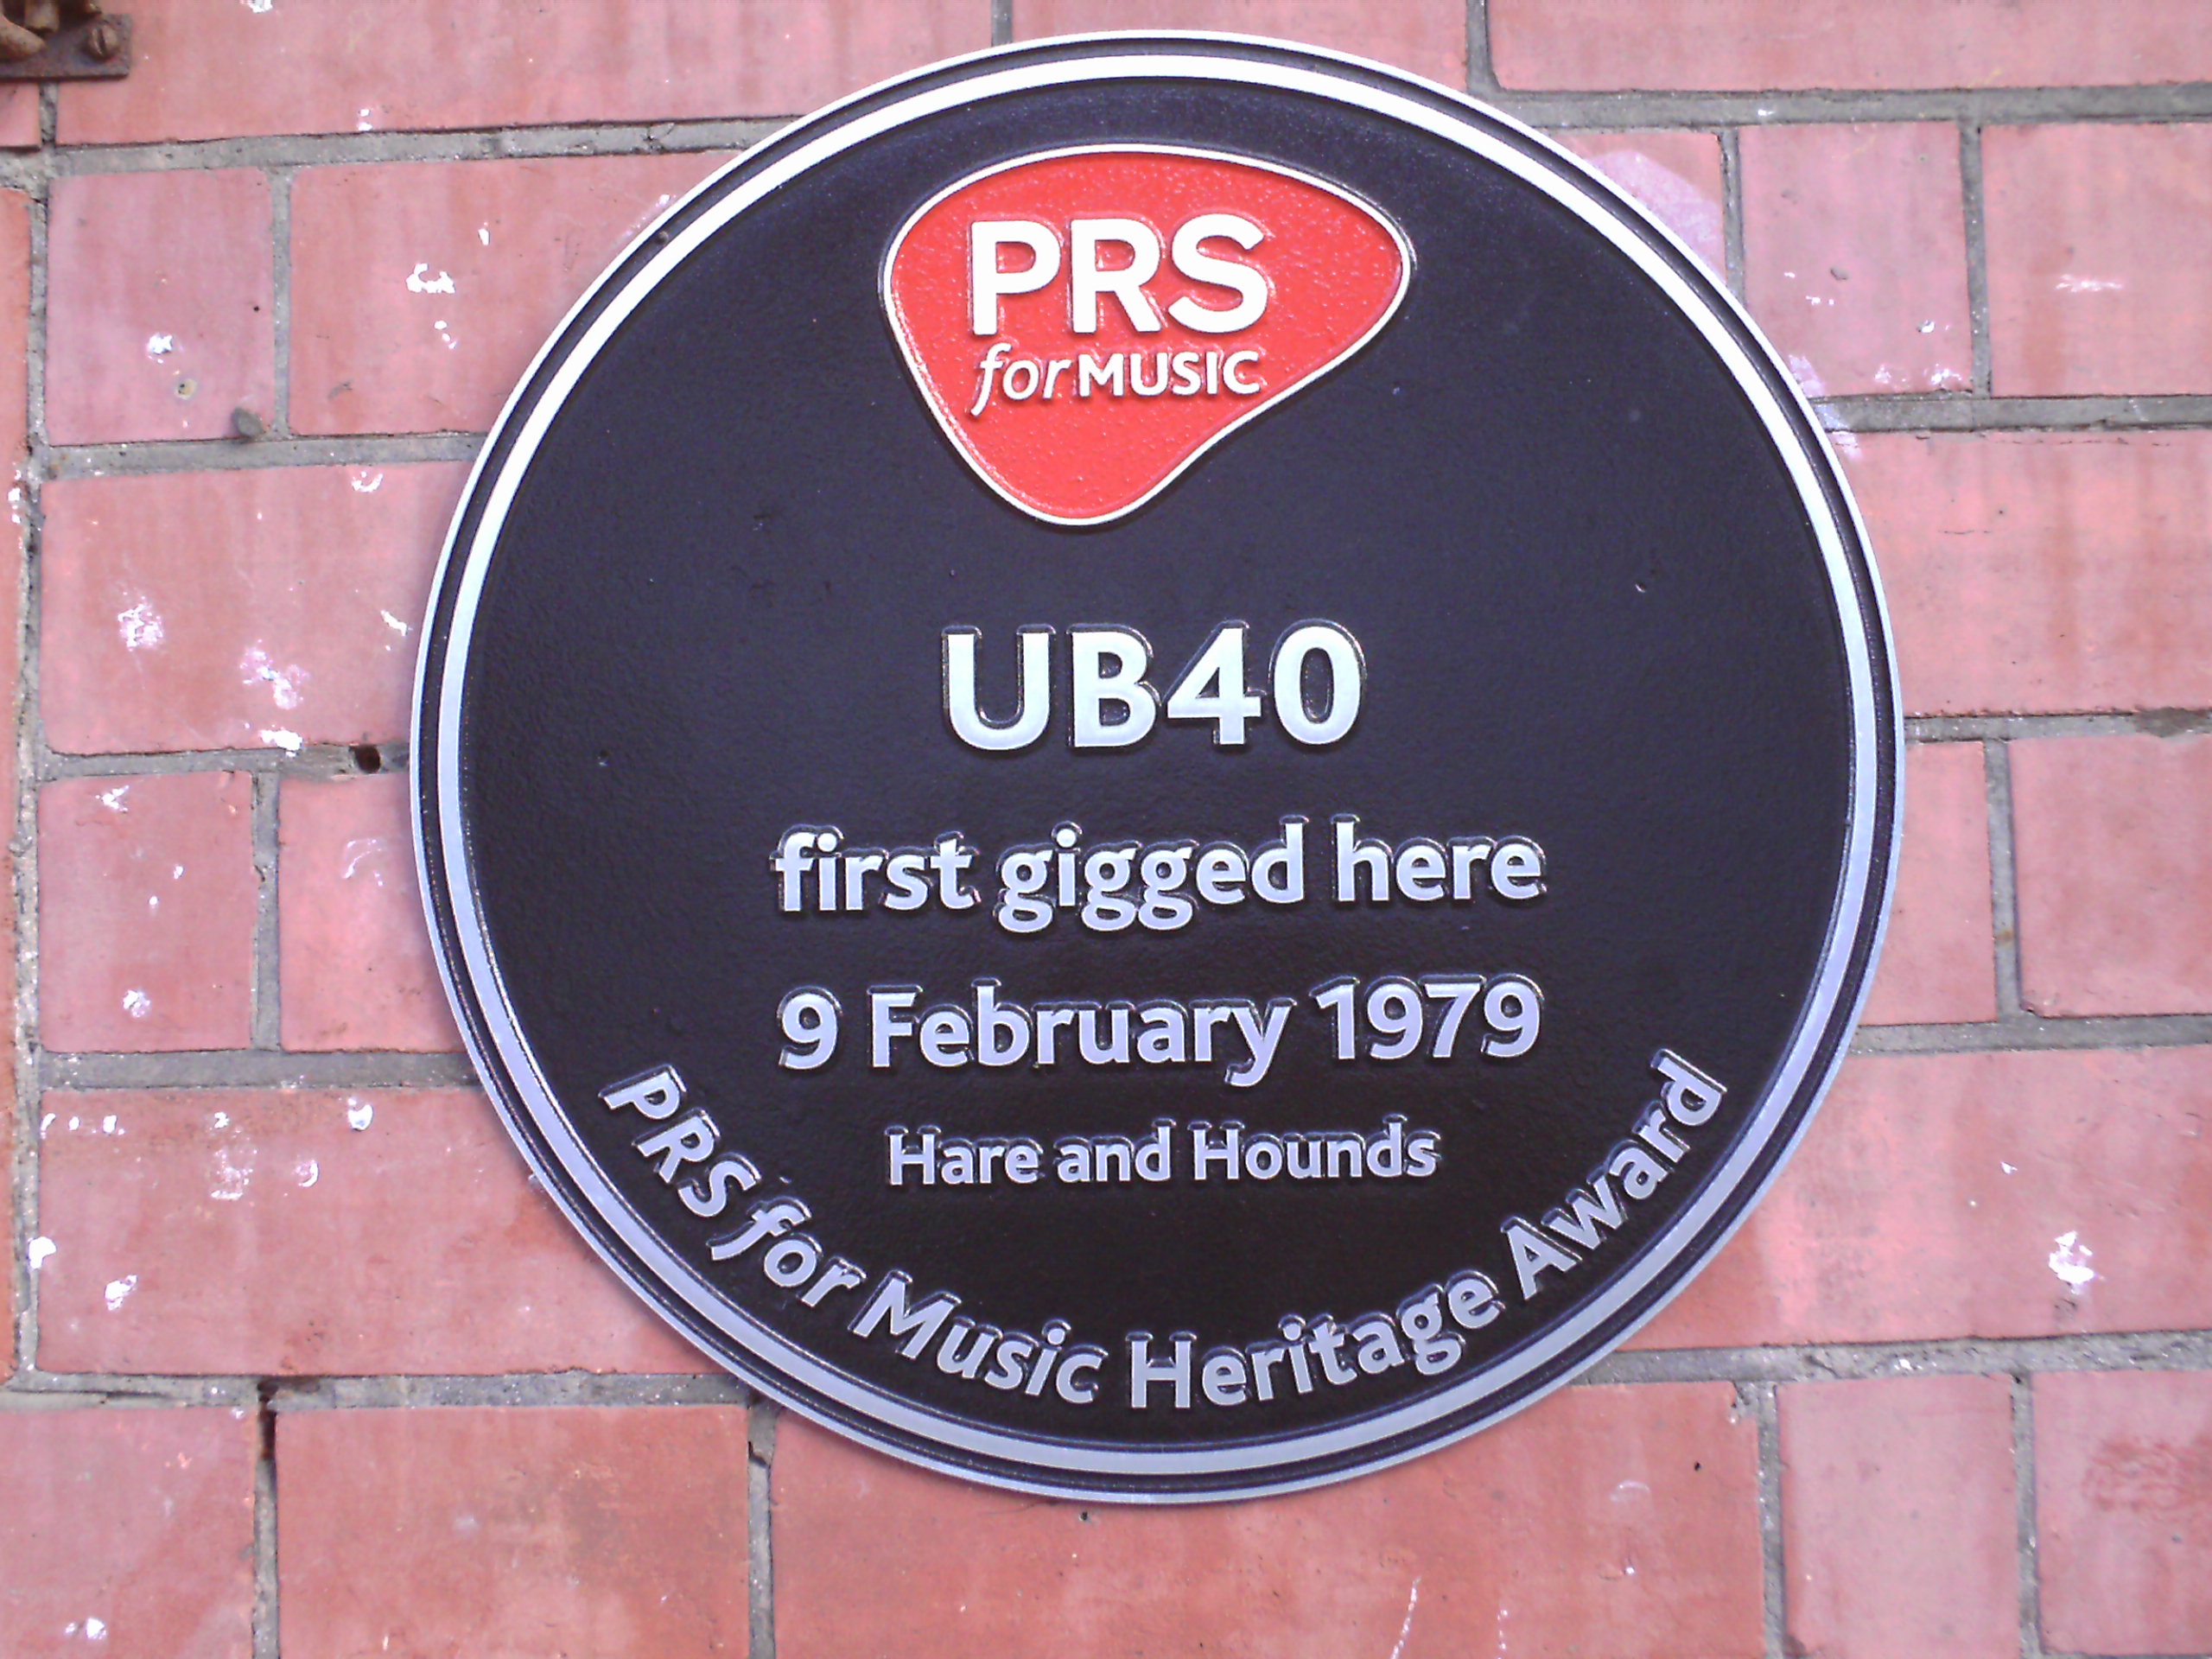 PRS
for MUSIC
UB40
first gigged here
9 February 1979
Hare and Hounds
PRS for Music Heritage Award